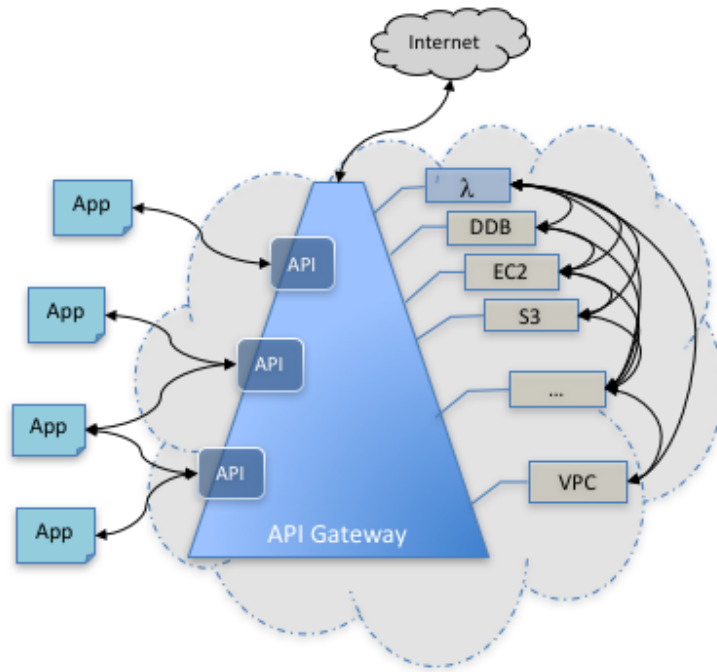 Internet
App
λ
DDB
API
EC2
App
S3
API
...
App
API
VPC
App
API Gateway